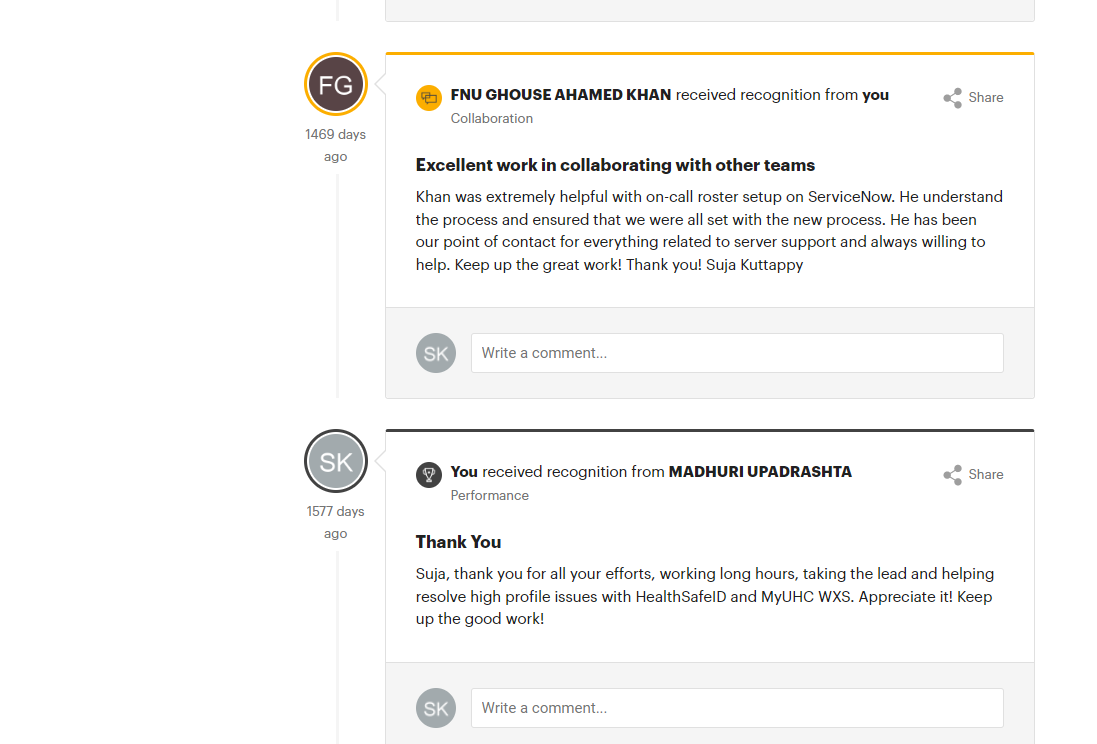 FG
1469 days
ago
FNU GHOUSE AHAMED KHAN received recognition from you
Share
Collaboration
Excellent work in collaborating with other teams
Khan was extremely helpful with on-call roster setup on ServiceNow. He understand
the process and ensured that we were all set with the new process. He has been
our point of contact for everything related to server support and always willing to
help. Keep up the great work! Thank you! Suja Kuttappy
SK
Write a comment...
SK
1577 days
ago
You received recognition from MADHURI UPADRASHTA
Share
Performance
Thank You
Suja, thank you for all your efforts, working long hours, taking the lead and helping
resolve high profile issues with HealthSafeID and MyUHC WXS. Appreciate it! Keep
up the good work!
SK
Write a comment...